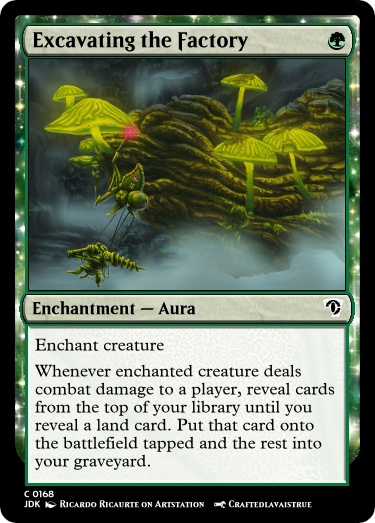 Excavating the Factory
Enchantment — Aura
Enchant creature
Whenever enchanted creature deals
combat damage to a player, reveal cards
from the top of your library until you
reveal a land card. Put that card onto
the battlefield tapped and the rest into
your graveyard.
C 0168
JDK Ricardo Ricaurte on Artstation Craftedlavaistrue